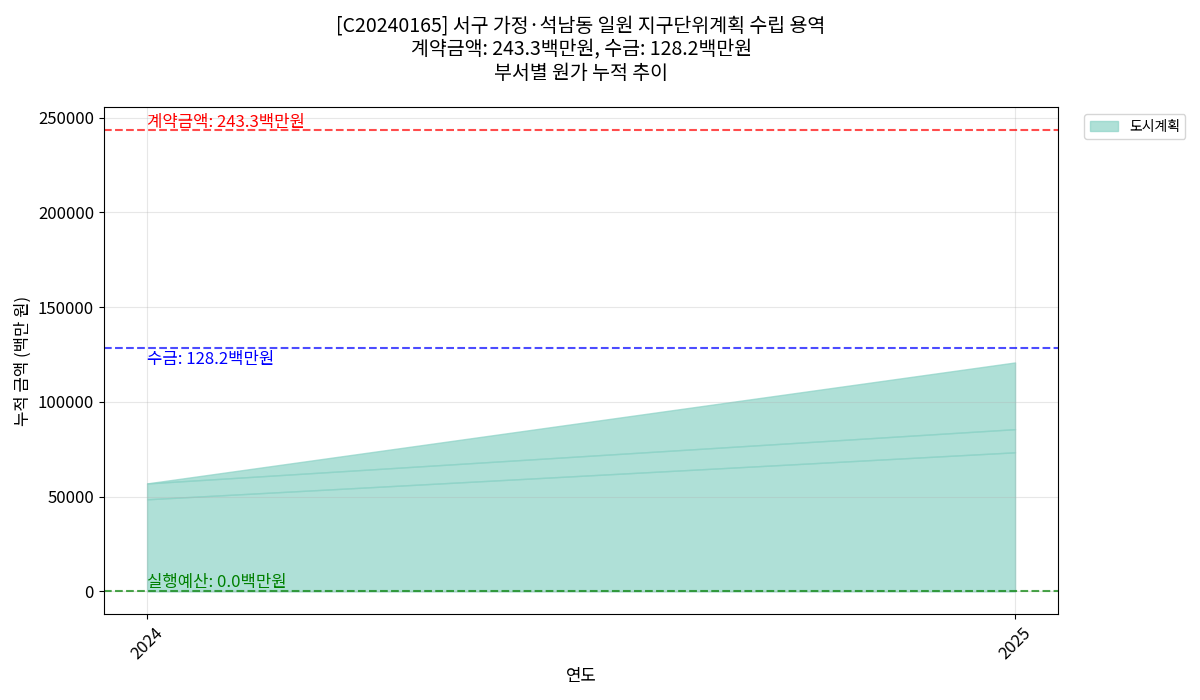 [C20240165] 서구 가정·석남동 일원 지구단위계획 수립 용역
계약금액: 243.3백만원, 수금: 128.2백만원
부서별 원가 누적 추이
250000
200000
150000
100000
50000
0
누적 금액 (백만 원)
계약금액: 243.3백만원
수금: 128.2백만원
실행예산: 0.0백만원
도시계획
2024
2025
연도